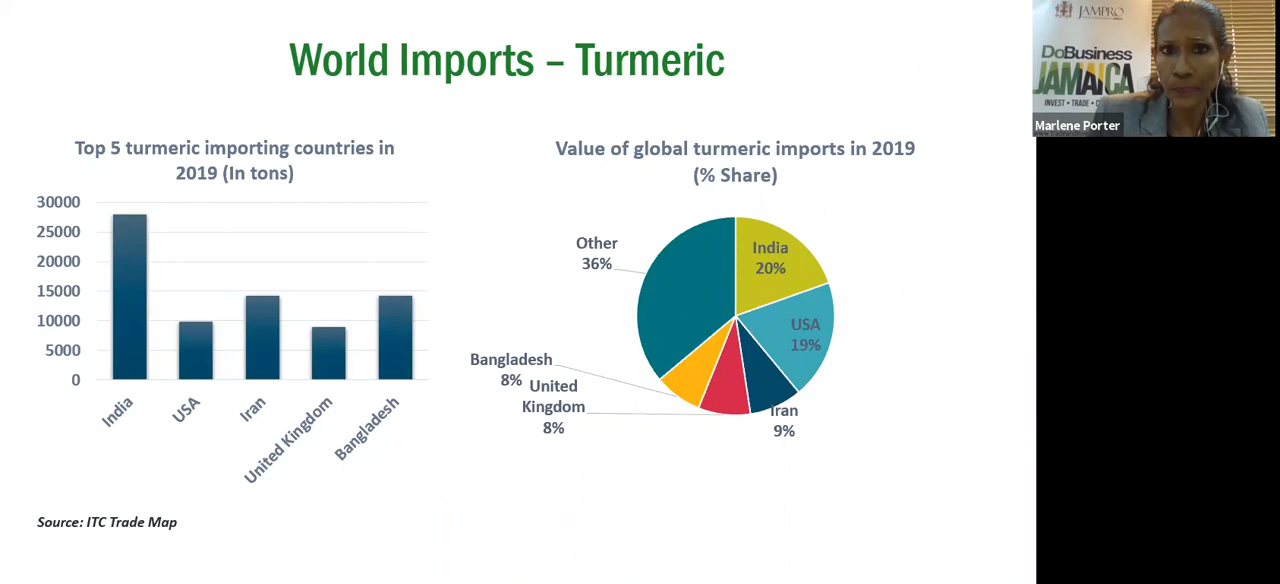 World Imports – Turmeric
Top 5 turmeric importing countries in
2019 (In tons)
30000
25000
20000
15000
10000
5000
0
India
USA
Iran
United Kingdom
Bangladesh
Value of global turmeric imports in 2019
(% Share)
Other
36%
India
20%
USA
19%
Bangladesh
8%
United
Kingdom
8%
Iran
9%
Source: ITC Trade Map
JAMPRO
DoBusiness
JAMAICA
INVEST • TRADE •
Marlene Porter